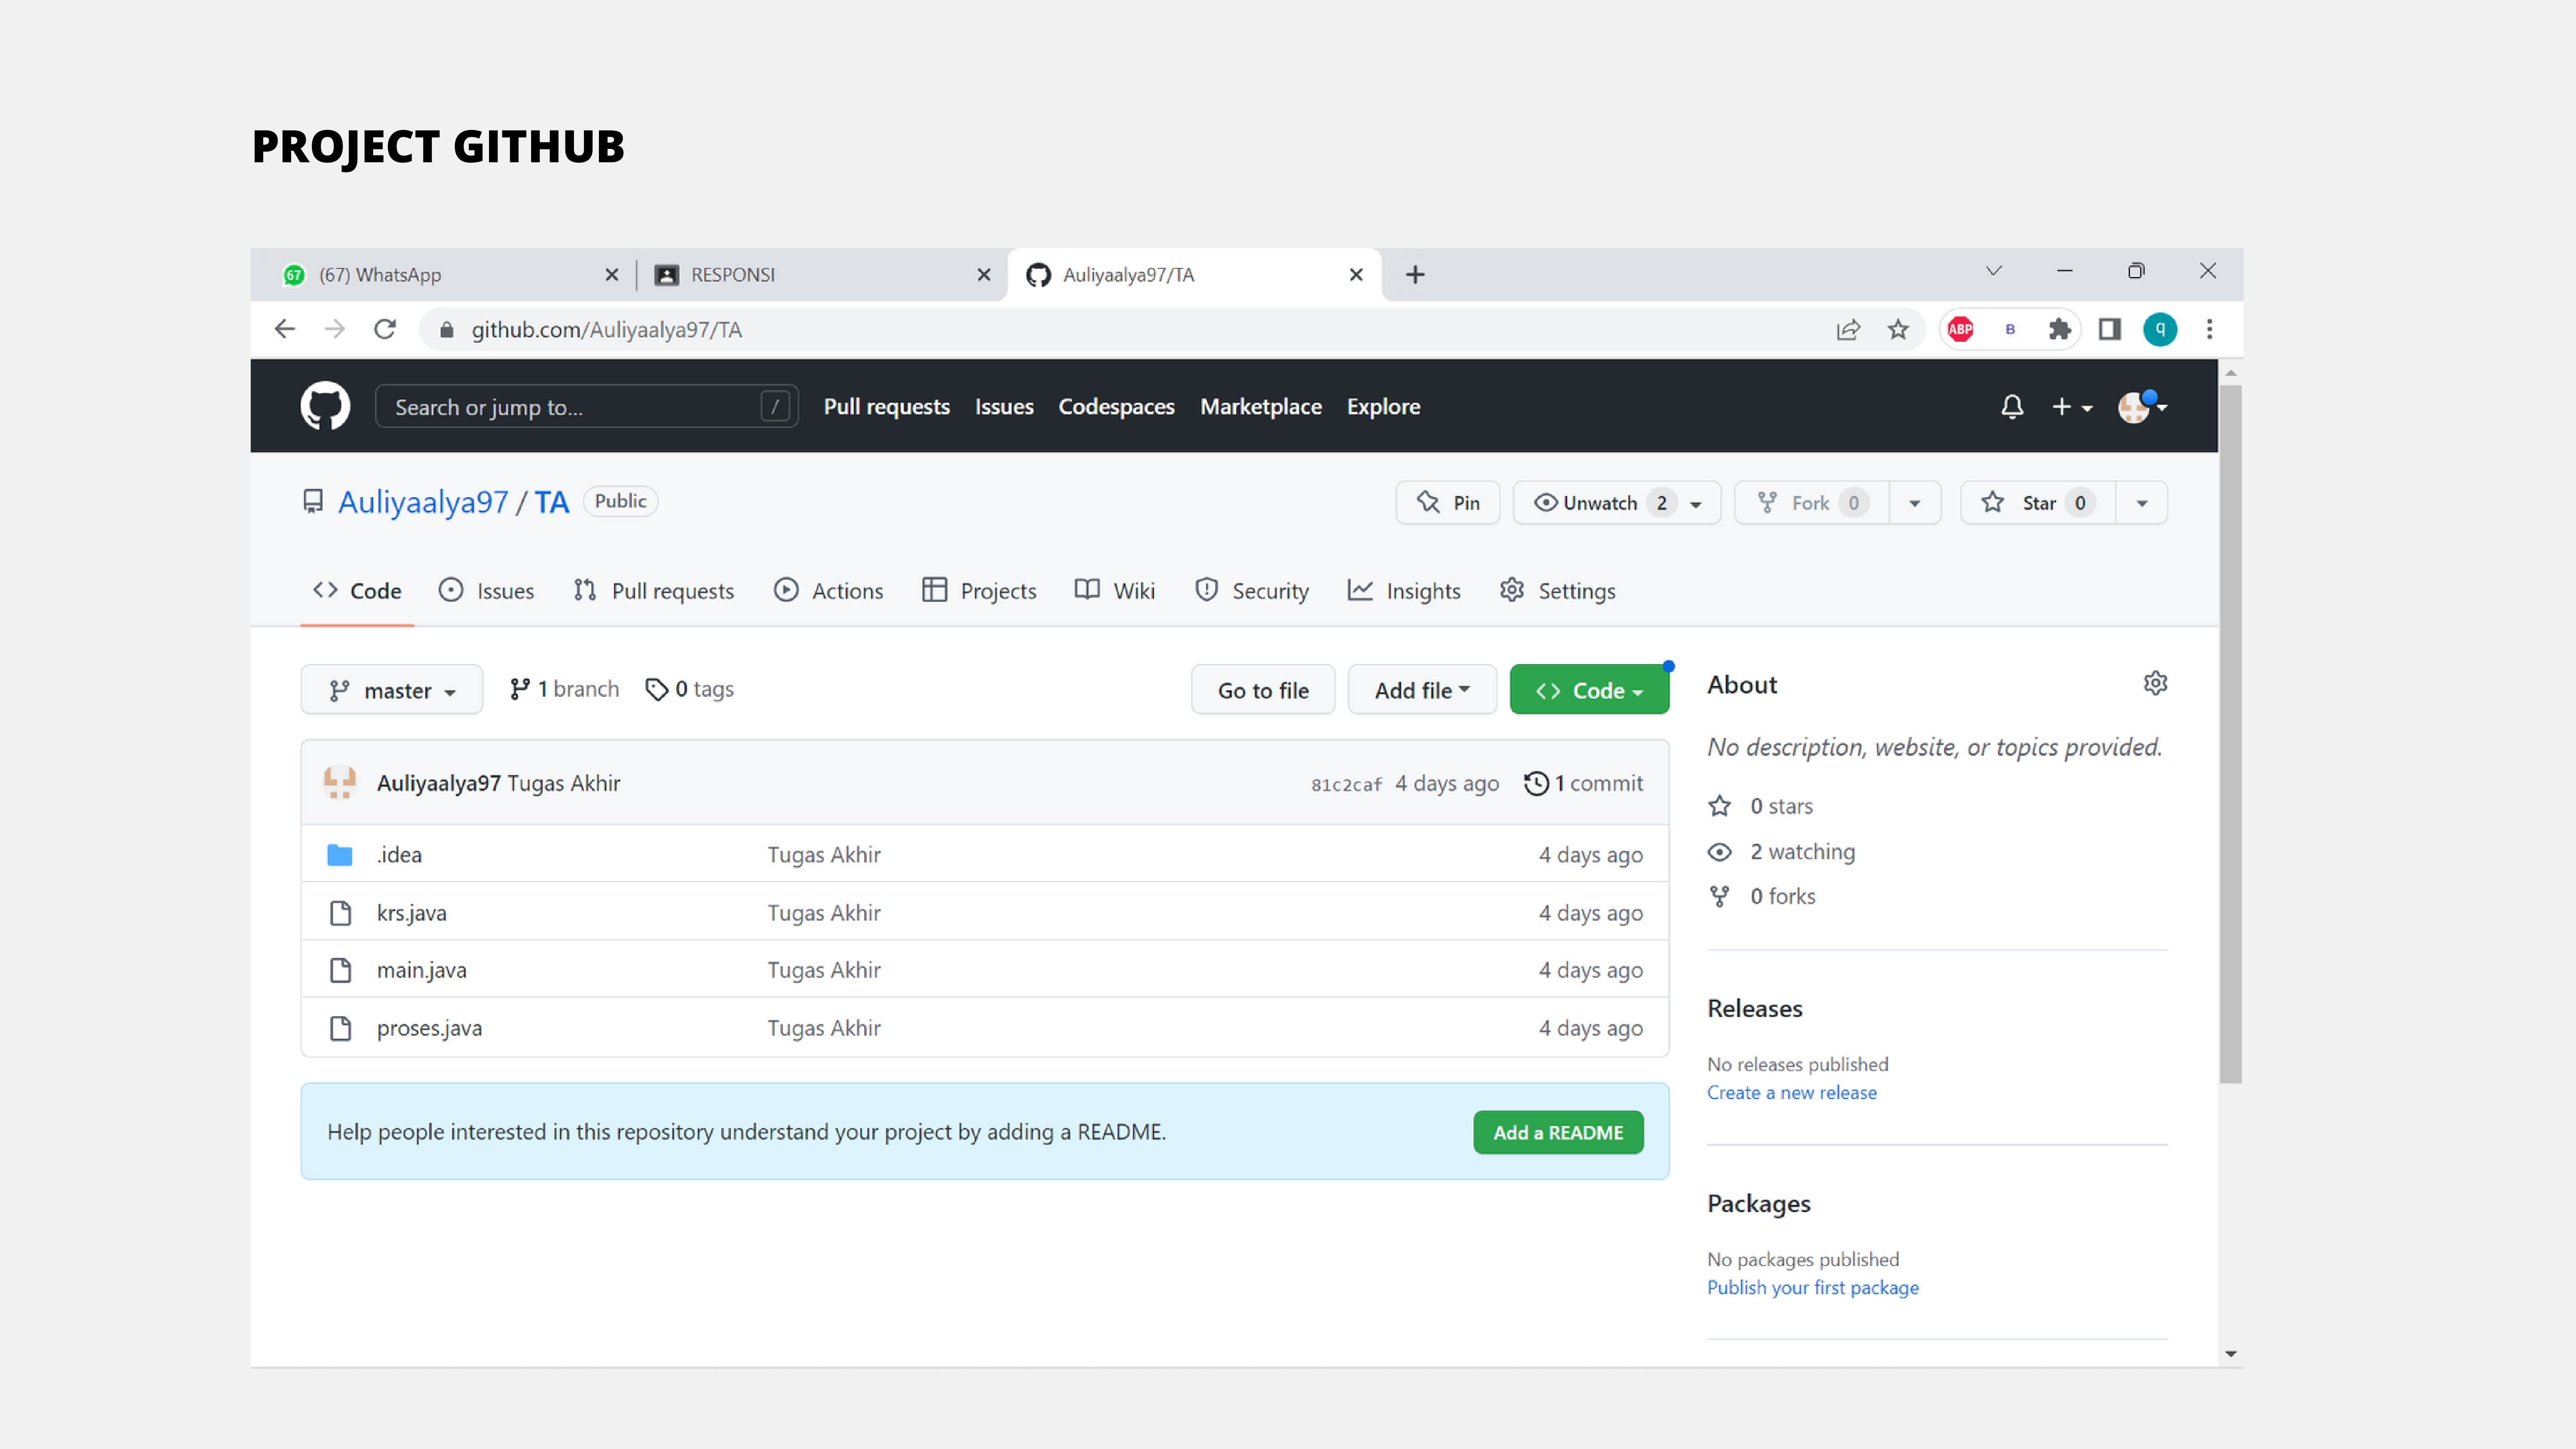 PROJECT GITHUB
67 (67) WhatsApp RESPONSI Auliyaalya97/TA
github.com/Auliyaalya97/TA ABP B q
Search or jump to... / Pull requests Issues Codespaces Marketplace Explore
Auliyaalya97 / TA Public Pin Unwatch 2 Fork 0 Star 0
Code Issues Pull requests Actions Projects Wiki Security Insights Settings
master 1 branch 0 tags Go to file Add file Code
About
No description, website, or topics provided.
Auliyaalya97 Tugas Akhir 81c2caf 4 days ago 1 commit
0 stars
.idea Tugas Akhir 4 days ago
2 watching
0 forks
krs.java Tugas Akhir 4 days ago
main.java Tugas Akhir 4 days ago
Releases
proses.java Tugas Akhir 4 days ago
No releases published
Create a new release
Help people interested in this repository understand your project by adding a README. Add a README
Packages
No packages published
Publish your first package